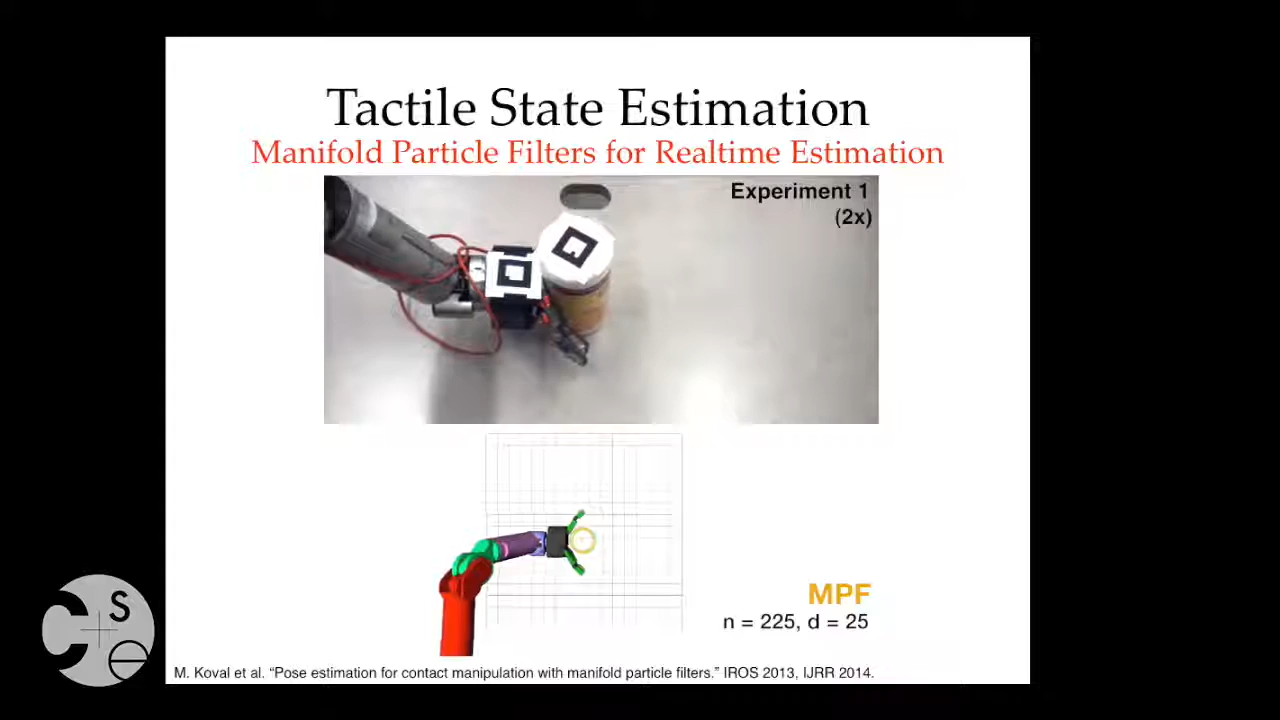 Tactile State Estimation
Manifold Particle Filters for Realtime Estimation
Experiment 1
(2x)
MPF
n = 225, d = 25
M. Koval et al. “Pose estimation for contact manipulation with manifold particle filters.” IROS 2013, IJRR 2014.
C S e